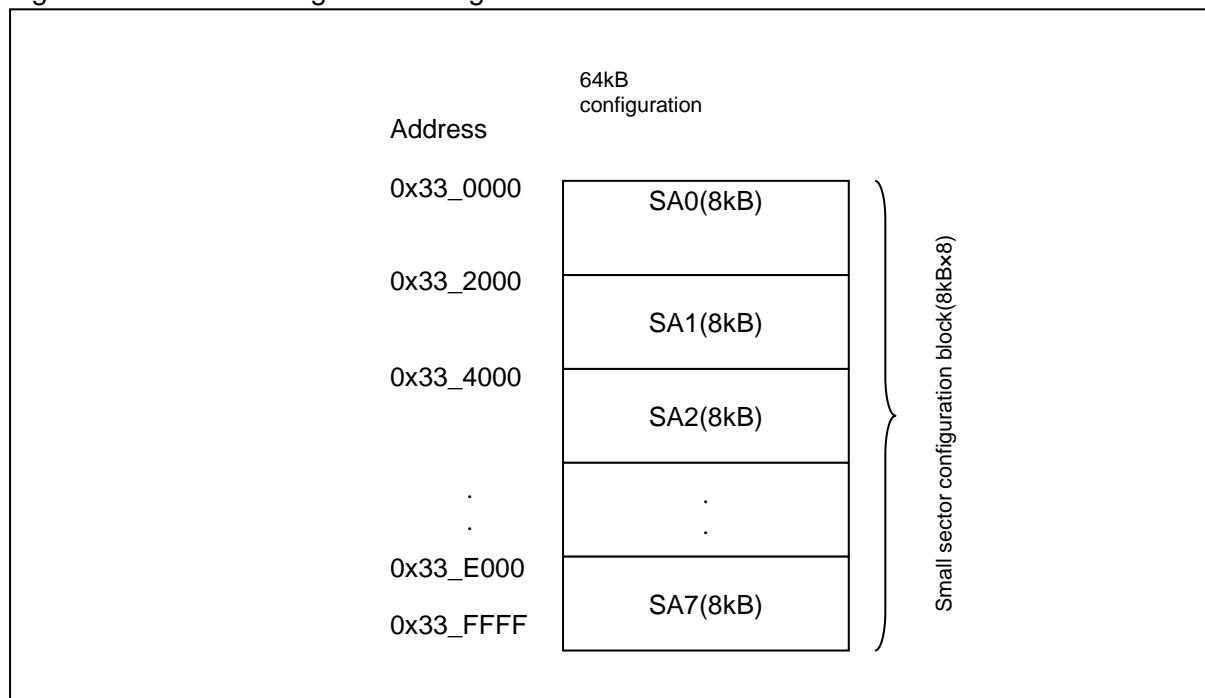 64kB
configuration
Address
0x33_0000
SA0(8kB)
0x33_2000
SA1(8kB)
0x33_4000
SA2(8kB)
.
.
.
.
0x33_E000
SA7(8kB)
0x33_FFFF
Small sector configuration block(8kB×8)